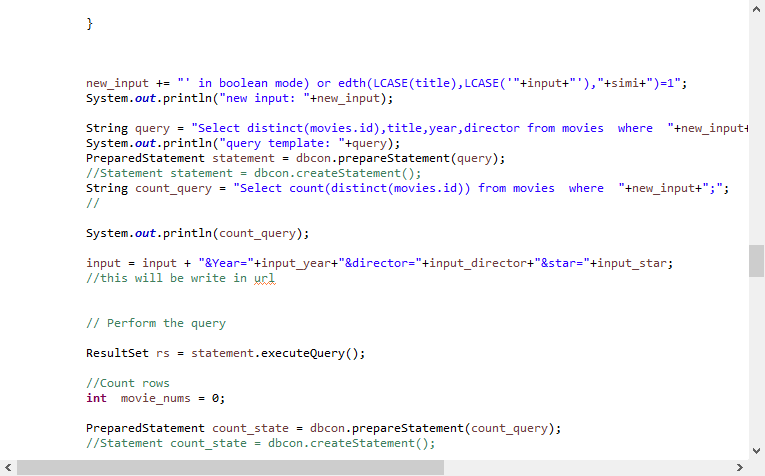 }
new_input += "' in boolean mode) or edth(LCASE(title),LCASE('"+input+"'),"+simi+")=1";
System.out.println("new input: "+new_input);
String query = "Select distinct(movies.id),title,year,director from movies  where  "+new_input+
System.out.println("query template: "+query);
PreparedStatement statement = dbcon.prepareStatement(query);
//Statement statement = dbcon.createStatement();
String count_query = "Select count(distinct(movies.id)) from movies  where  "+new_input+";";
//
System.out.println(count_query);
input = input + "&Year="+input_year+"&director="+input_director+"&star="+input_star;
//this will be write in url
// Perform the query
ResultSet rs = statement.executeQuery();
//Count rows
int  movie_nums = 0;
PreparedStatement count_state = dbcon.prepareStatement(count_query);
//Statement count_state = dbcon.createStatement();